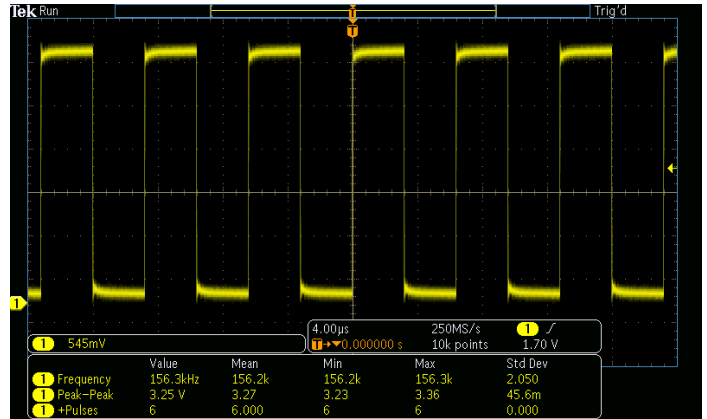 Tek Run Trig'd
T
T
1
1 545mV
4.00µs 250MS/s 1 ∫
T→▼0.000000 s 10k points 1.70 V
Value Mean Min Max Std Dev
1 Frequency 156.3kHz 156.2k 156.2k 156.3k 2.050
1 Peak–Peak 3.25 V 3.27 3.23 3.36 45.6m
1 +Pulses 6 6.000 6 6 0.000